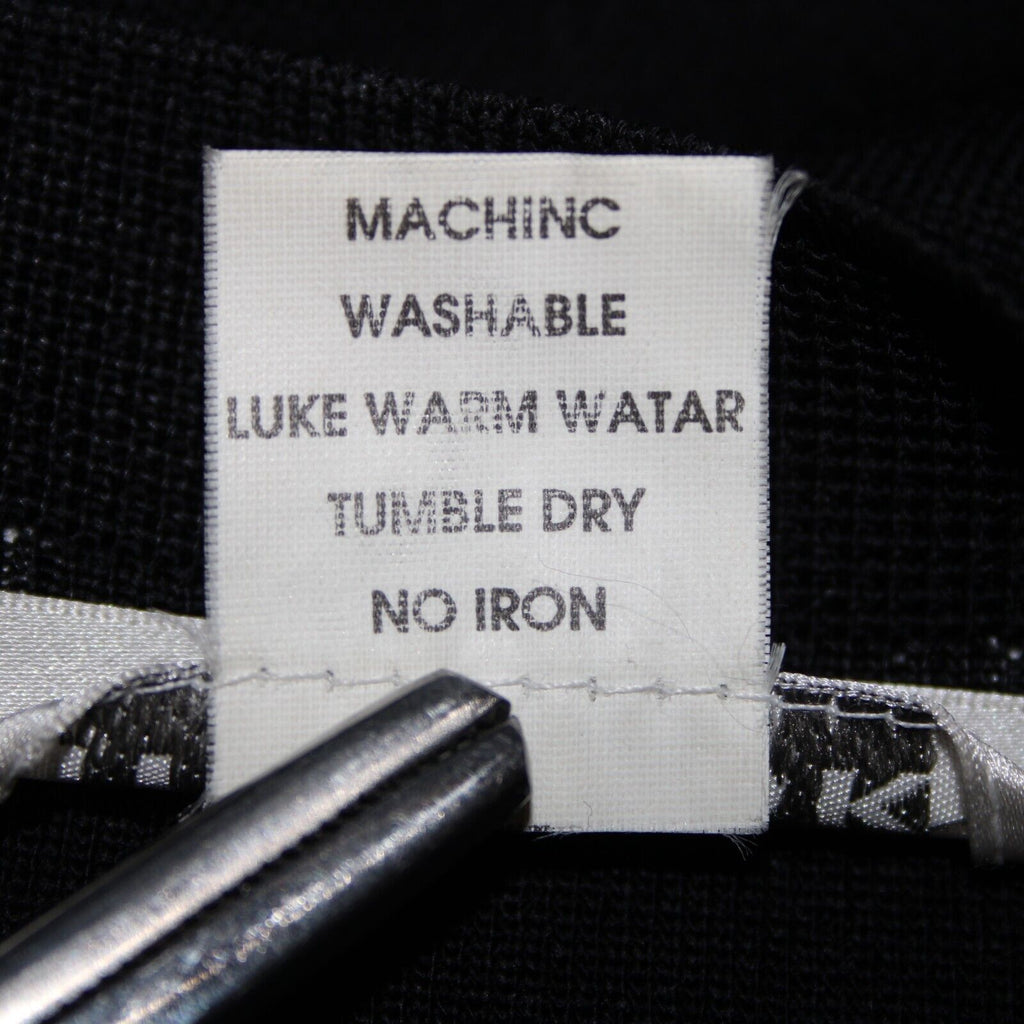 MACHINC
WASHABLE
LUKE WARM WATAR
TUMBLE DRY
NO IRON